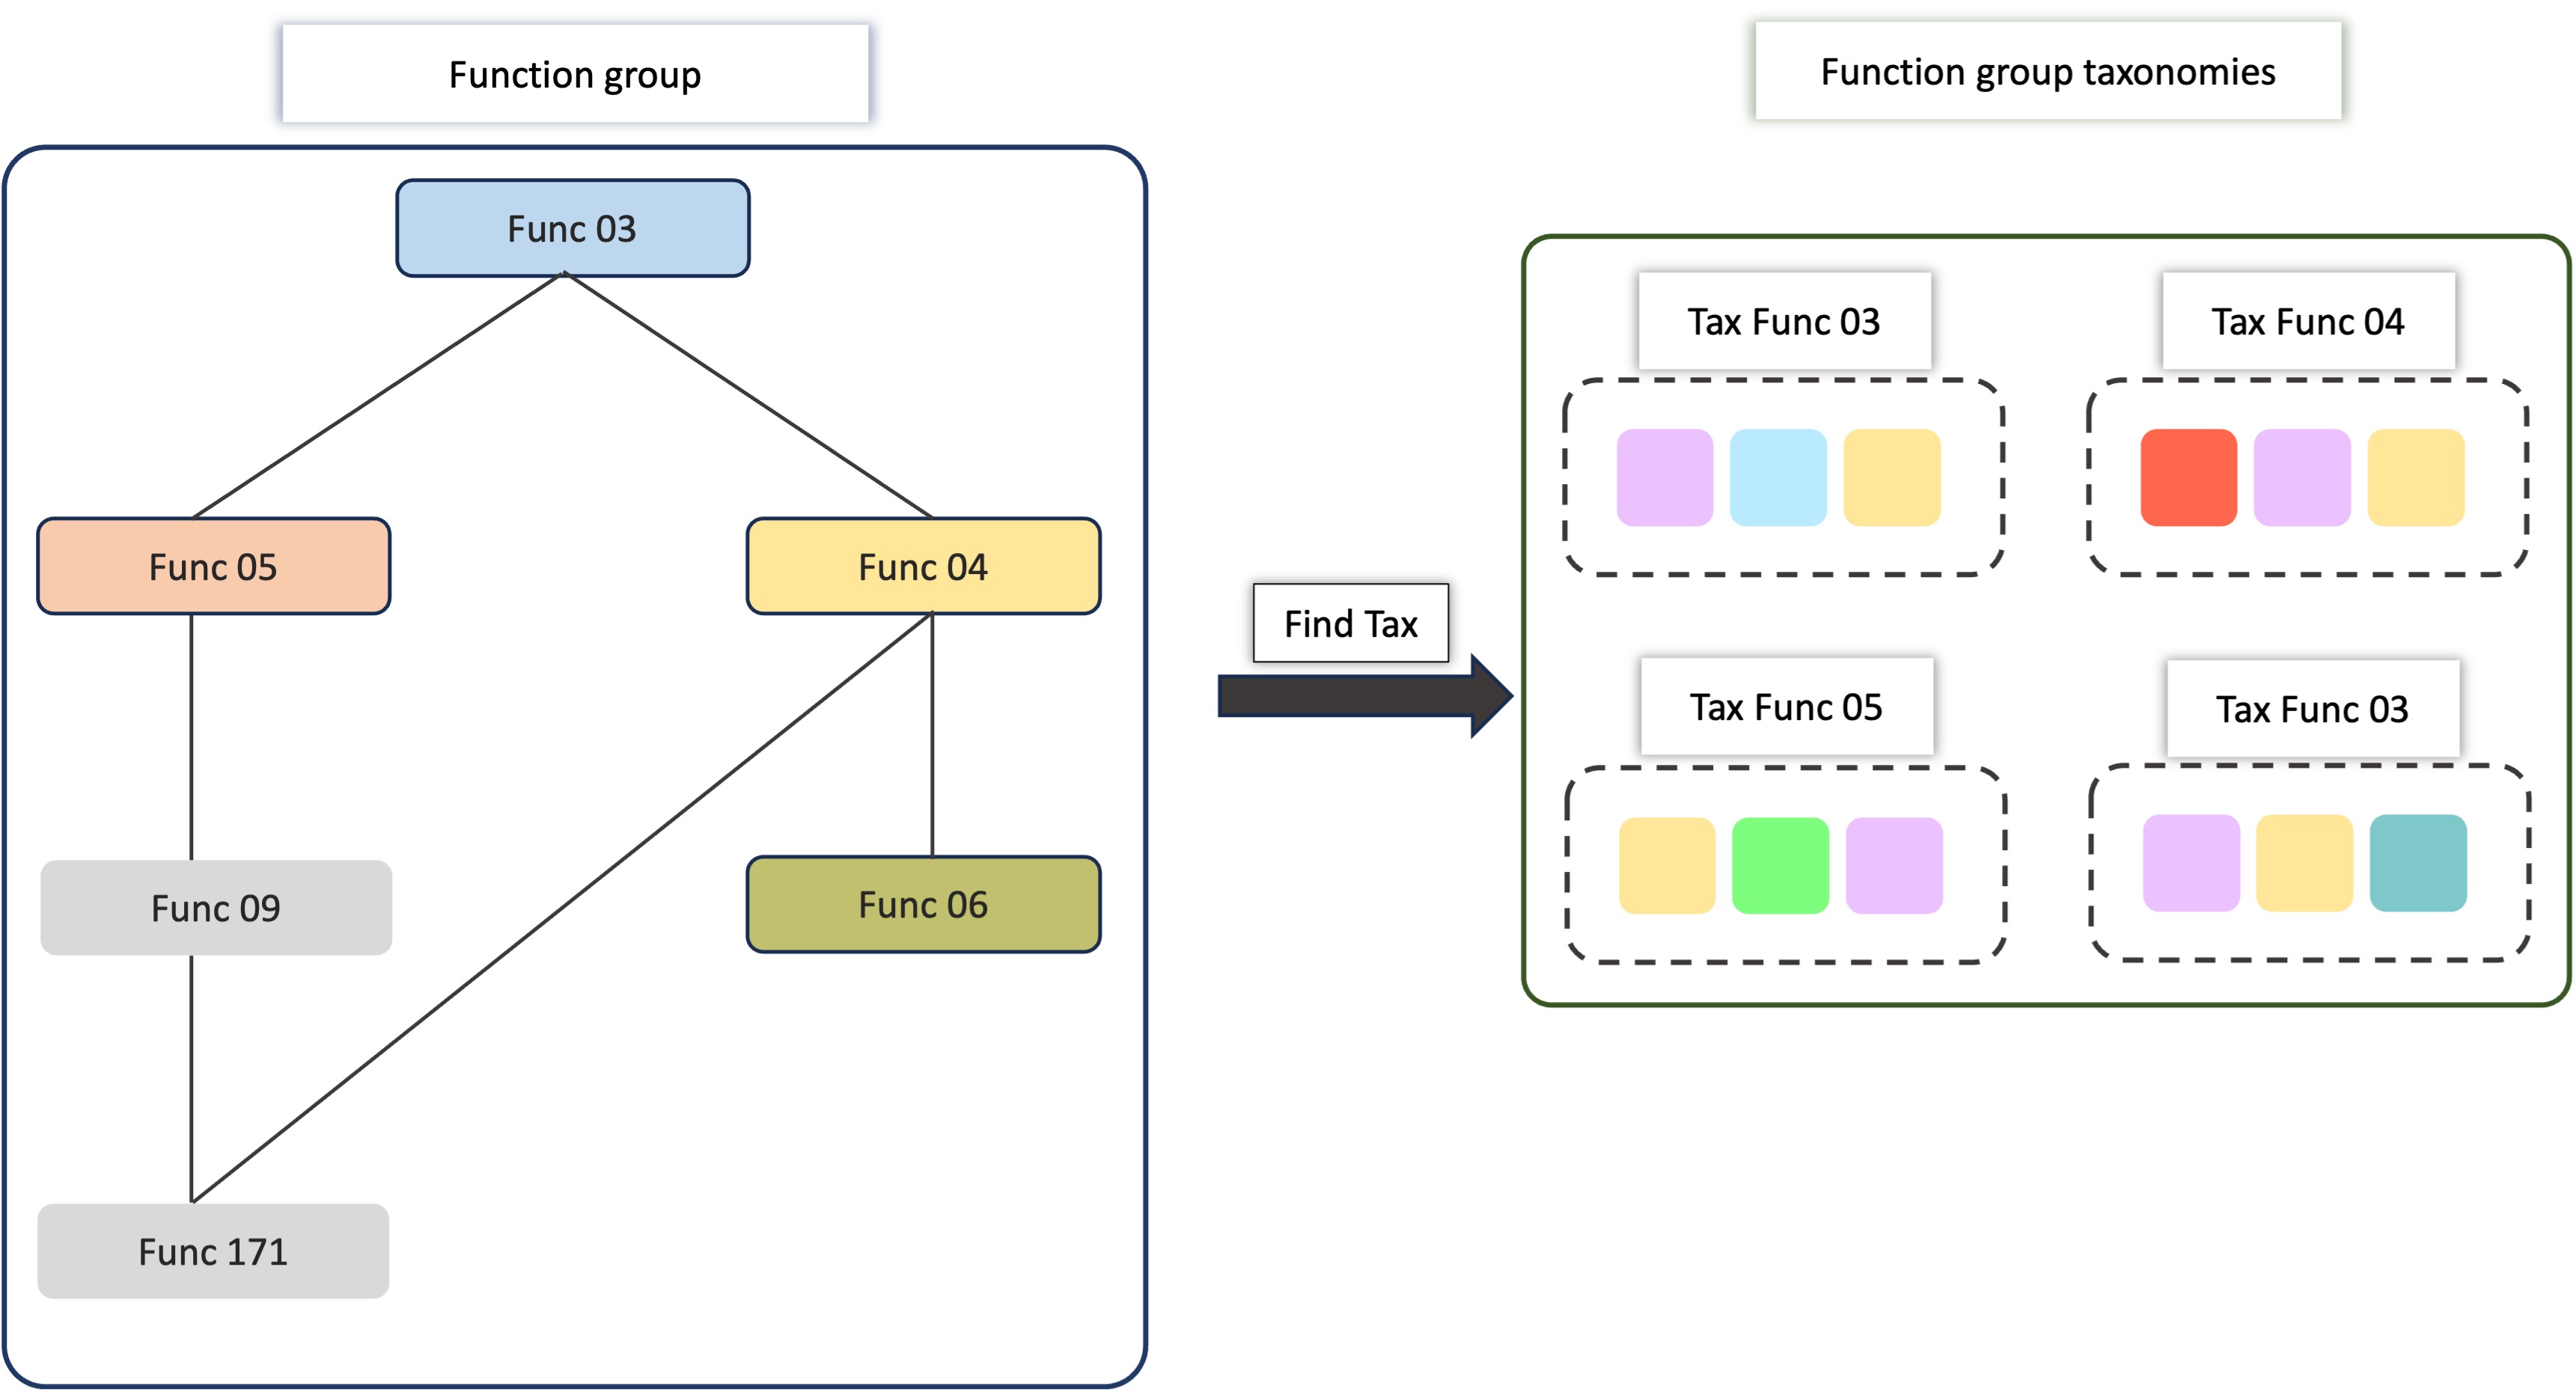 Function group
Function group taxonomies
Func 03
Func 05
Func 04
Func 09
Func 06
Func 171
Find Tax
Tax Func 03
Tax Func 04
Tax Func 05
Tax Func 03